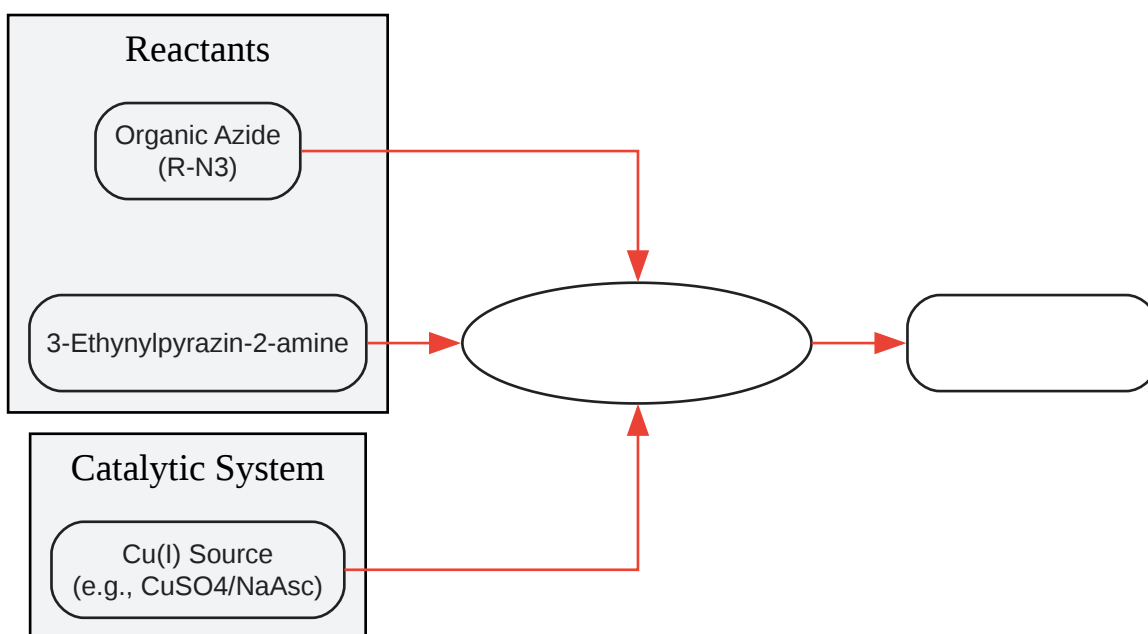 Reactants
Organic Azide
(R-N3)
3-Ethynylpyrazin-2-amine
Catalytic System
Cu(I) Source
(e.g., CuSO4/NaAsc)